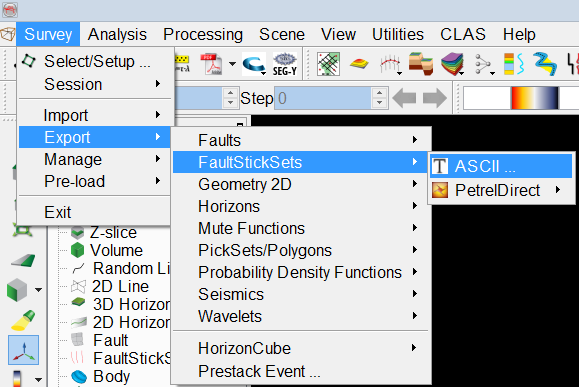 Survey Analysis Processing Scene View Utilities CLAS Help
Select/Setup ...
PDF SEG-Y
Session
Step 0
Import
Export
Faults
Manage
FaultStickSets
ASCII ...
Pre-load
Geometry 2D
PetrelDirect
Exit
Horizons
Z-slice
Mute Functions
Volume
PickSets/Polygons
Random Li
Probability Density Functions
2D Line
Seismics
3D Horizon
Wavelets
2D Horizor
Fault
HorizonCube
FaultStickS
Prestack Event ...
Body